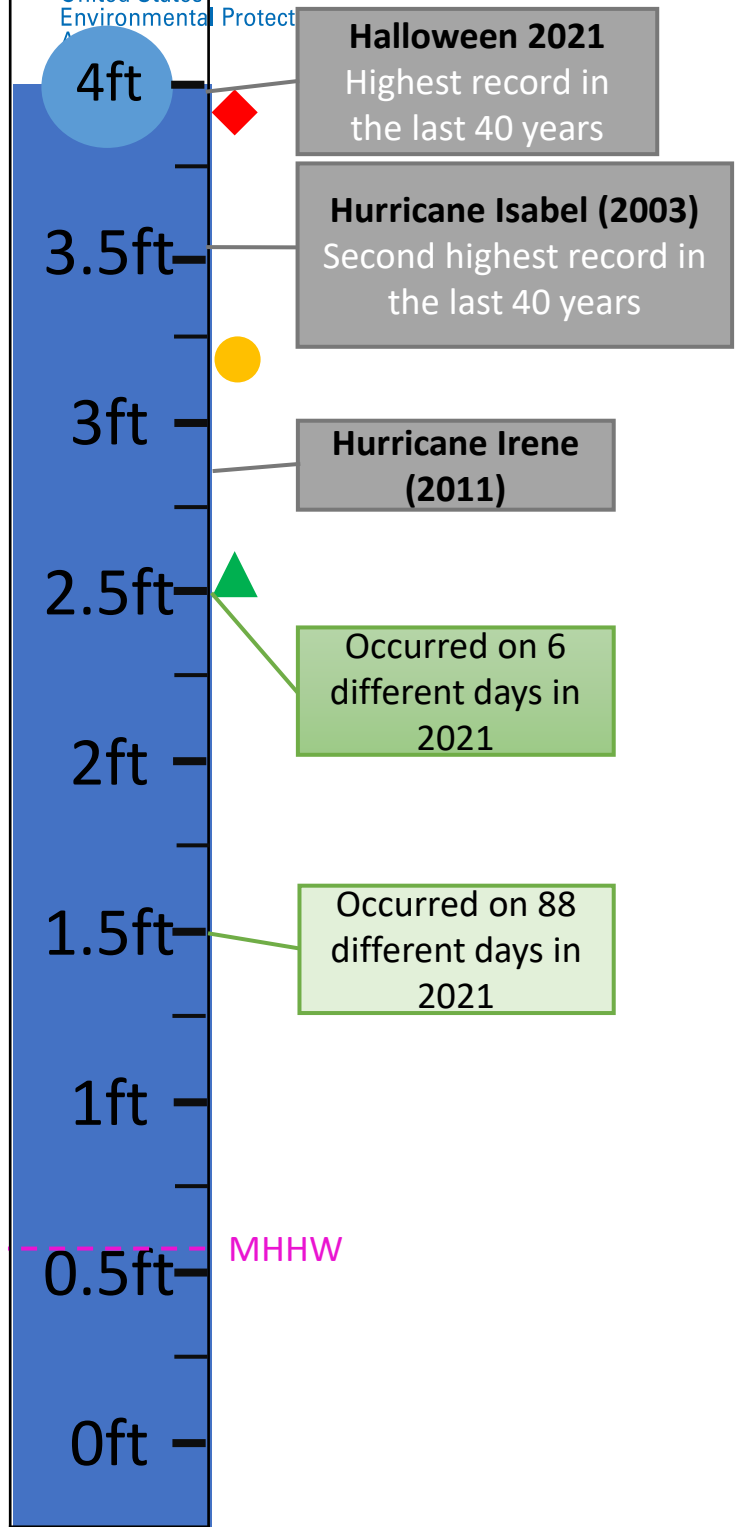 Environmental Protect
4ft
Halloween 2021
Highest record in
the last 40 years
3.5ft
Hurricane Isabel (2003)
Second highest record in
the last 40 years
3ft
Hurricane Irene
(2011)
2.5ft
Occurred on 6
different days in
2021
2ft
1.5ft
Occurred on 88
different days in
2021
1ft
MHHW
0.5ft
0ft